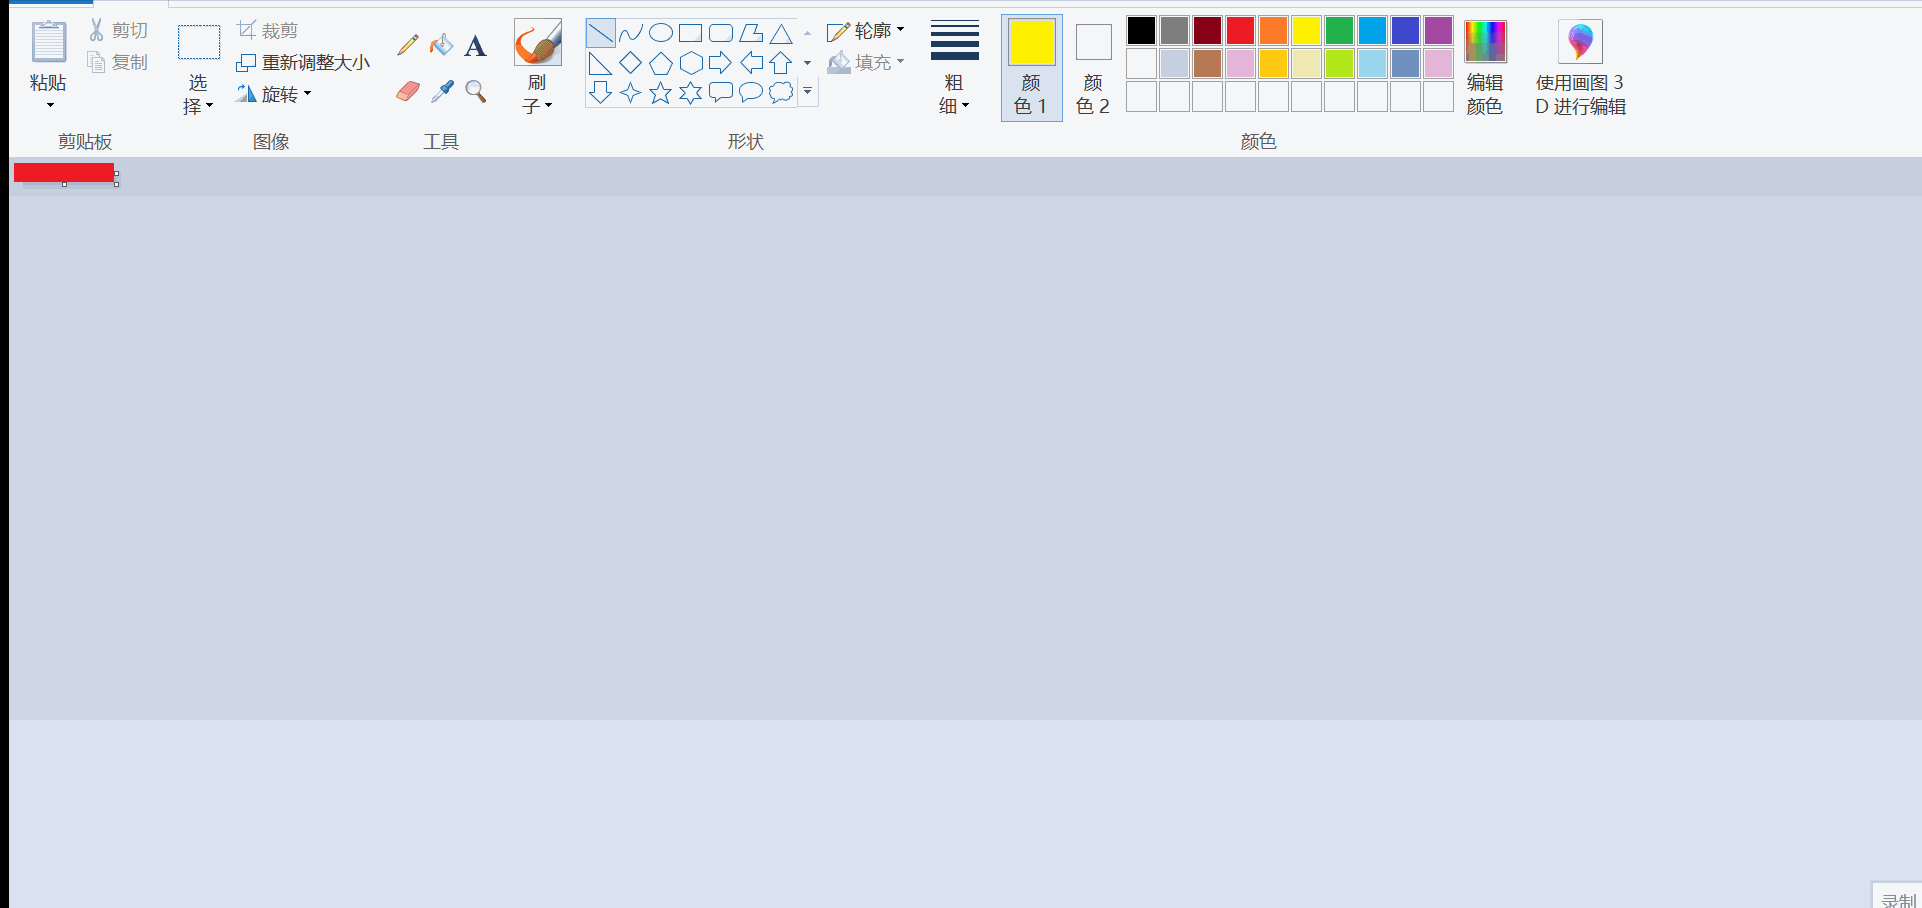 粘贴
剪切
复制
剪贴板
选
择
裁剪
重新调整大小
旋转
图像
A
工具
刷
子
形状
轮廓
填充
粗
细
颜
色 1
颜
色 2
颜色
编辑
颜色
使用画图 3
D 进行编辑
录制